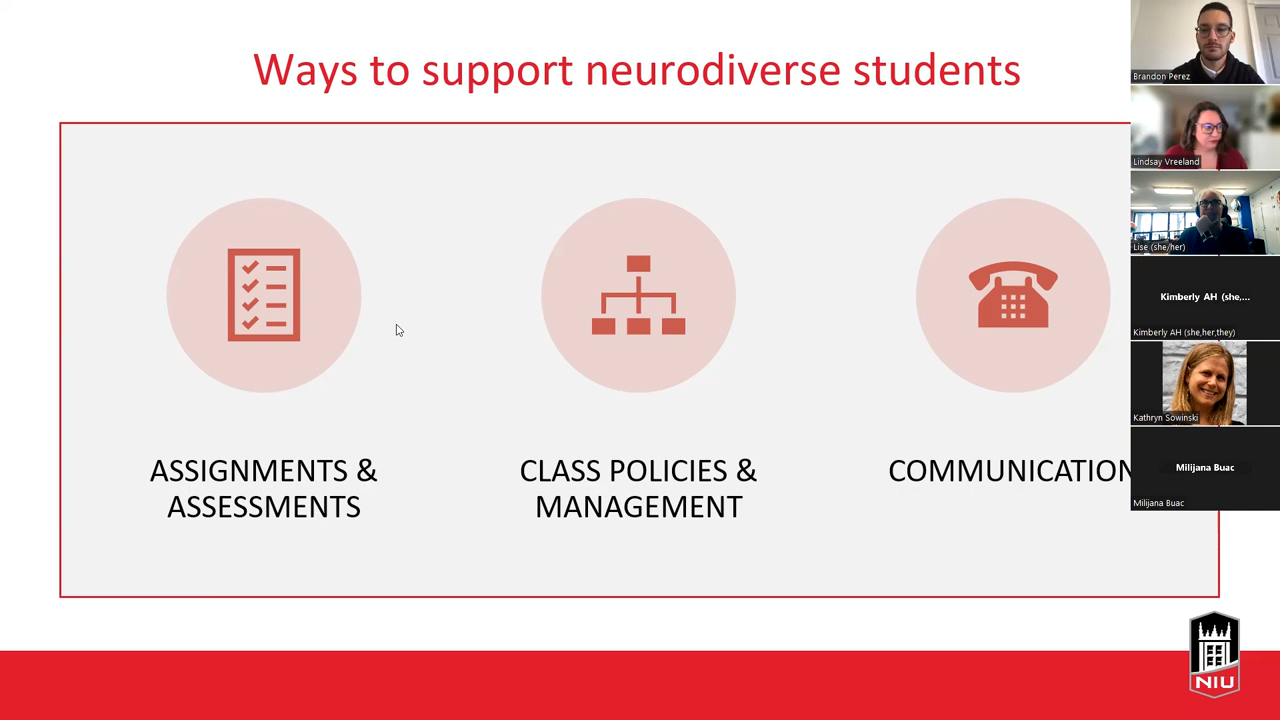 Ways to support neurodiverse students
ASSIGNMENTS &
ASSESSMENTS
CLASS POLICIES &
MANAGEMENT
COMMUNICATION
Brandon Perez
Lindsay Vreeland
Lise (she/her)
Kimberly AH (she,...
Kimberly AH (she,her,they)
Kathryn Sowinski
Milijana Buac
Milijana Buac
NIU